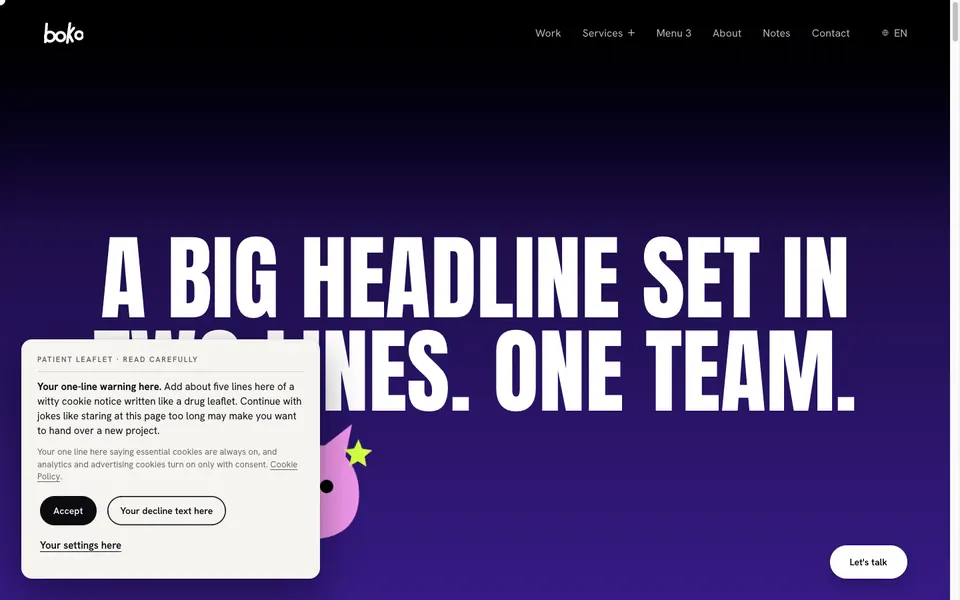 boko
Work
Services +
Menu 3
About
Notes
Contact
EN
A BIG HEADLINE SET IN
TWO LINES. ONE TEAM.
PATIENT LEAFLET · READ CAREFULLY
Your one-line warning here. Add about five lines here of a
witty cookie notice written like a drug leaflet. Continue with
jokes like staring at this page too long may make you want
to hand over a new project.
Your one line here saying essential cookies are always on, and
analytics and advertising cookies turn on only with consent. Cookie
Policy.
Accept
Your decline text here
Your settings here
Let's talk